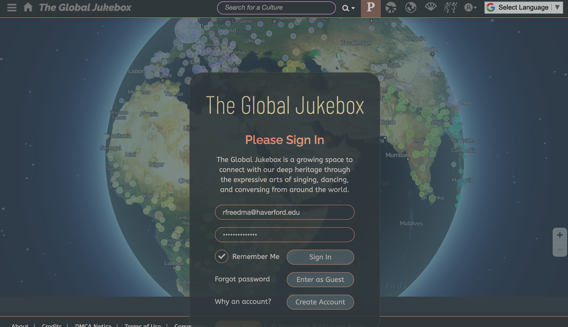 The Global Jukebox
Search for a Culture
P
G Select Language ▼
The Global Jukebox
Please Sign In
The Global Jukebox is a growing space to
connect with our deep heritage through
the expressive arts of singing, dancing,
and conversing from around the world.
rfreedma@haverford.edu
Remember Me
Sign In
Forgot password
Enter as Guest
Why an account?
Create Account
Maldives
+
About | Credits | DMCA Notice | Terms of Use | Comm